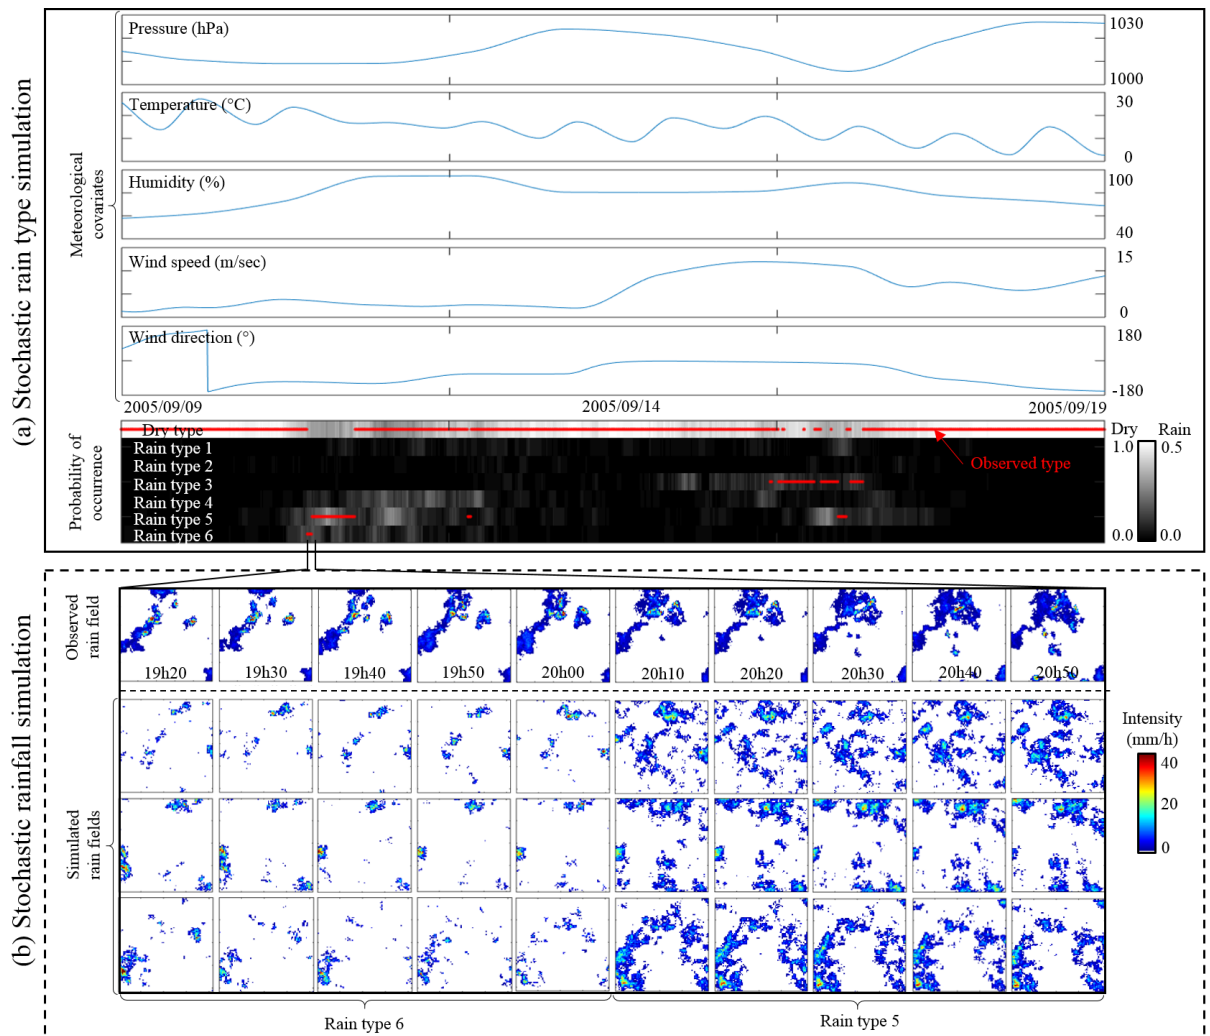 (a) Stochastic rain type simulation
Meteorological
covariates
Pressure (hPa)
1030
1000
Temperature (°C)
30
0
Humidity (%)
100
40
Wind speed (m/sec)
15
0
Wind direction (°)
180
-180
2005/09/09
2005/09/14
2005/09/19
Probability of
occurrence
Dry type
Rain type 1
Rain type 2
Rain type 3
Rain type 4
Rain type 5
Rain type 6
Observed type
Dry Rain
1.0 0.5
0.0 0.0
(b) Stochastic rainfall simulation
Observed
rain field
19h20 19h30 19h40 19h50 20h00 20h10 20h20 20h30 20h40 20h50
Simulated
rain fields
Intensity
(mm/h)
40
20
0
Rain type 6
Rain type 5